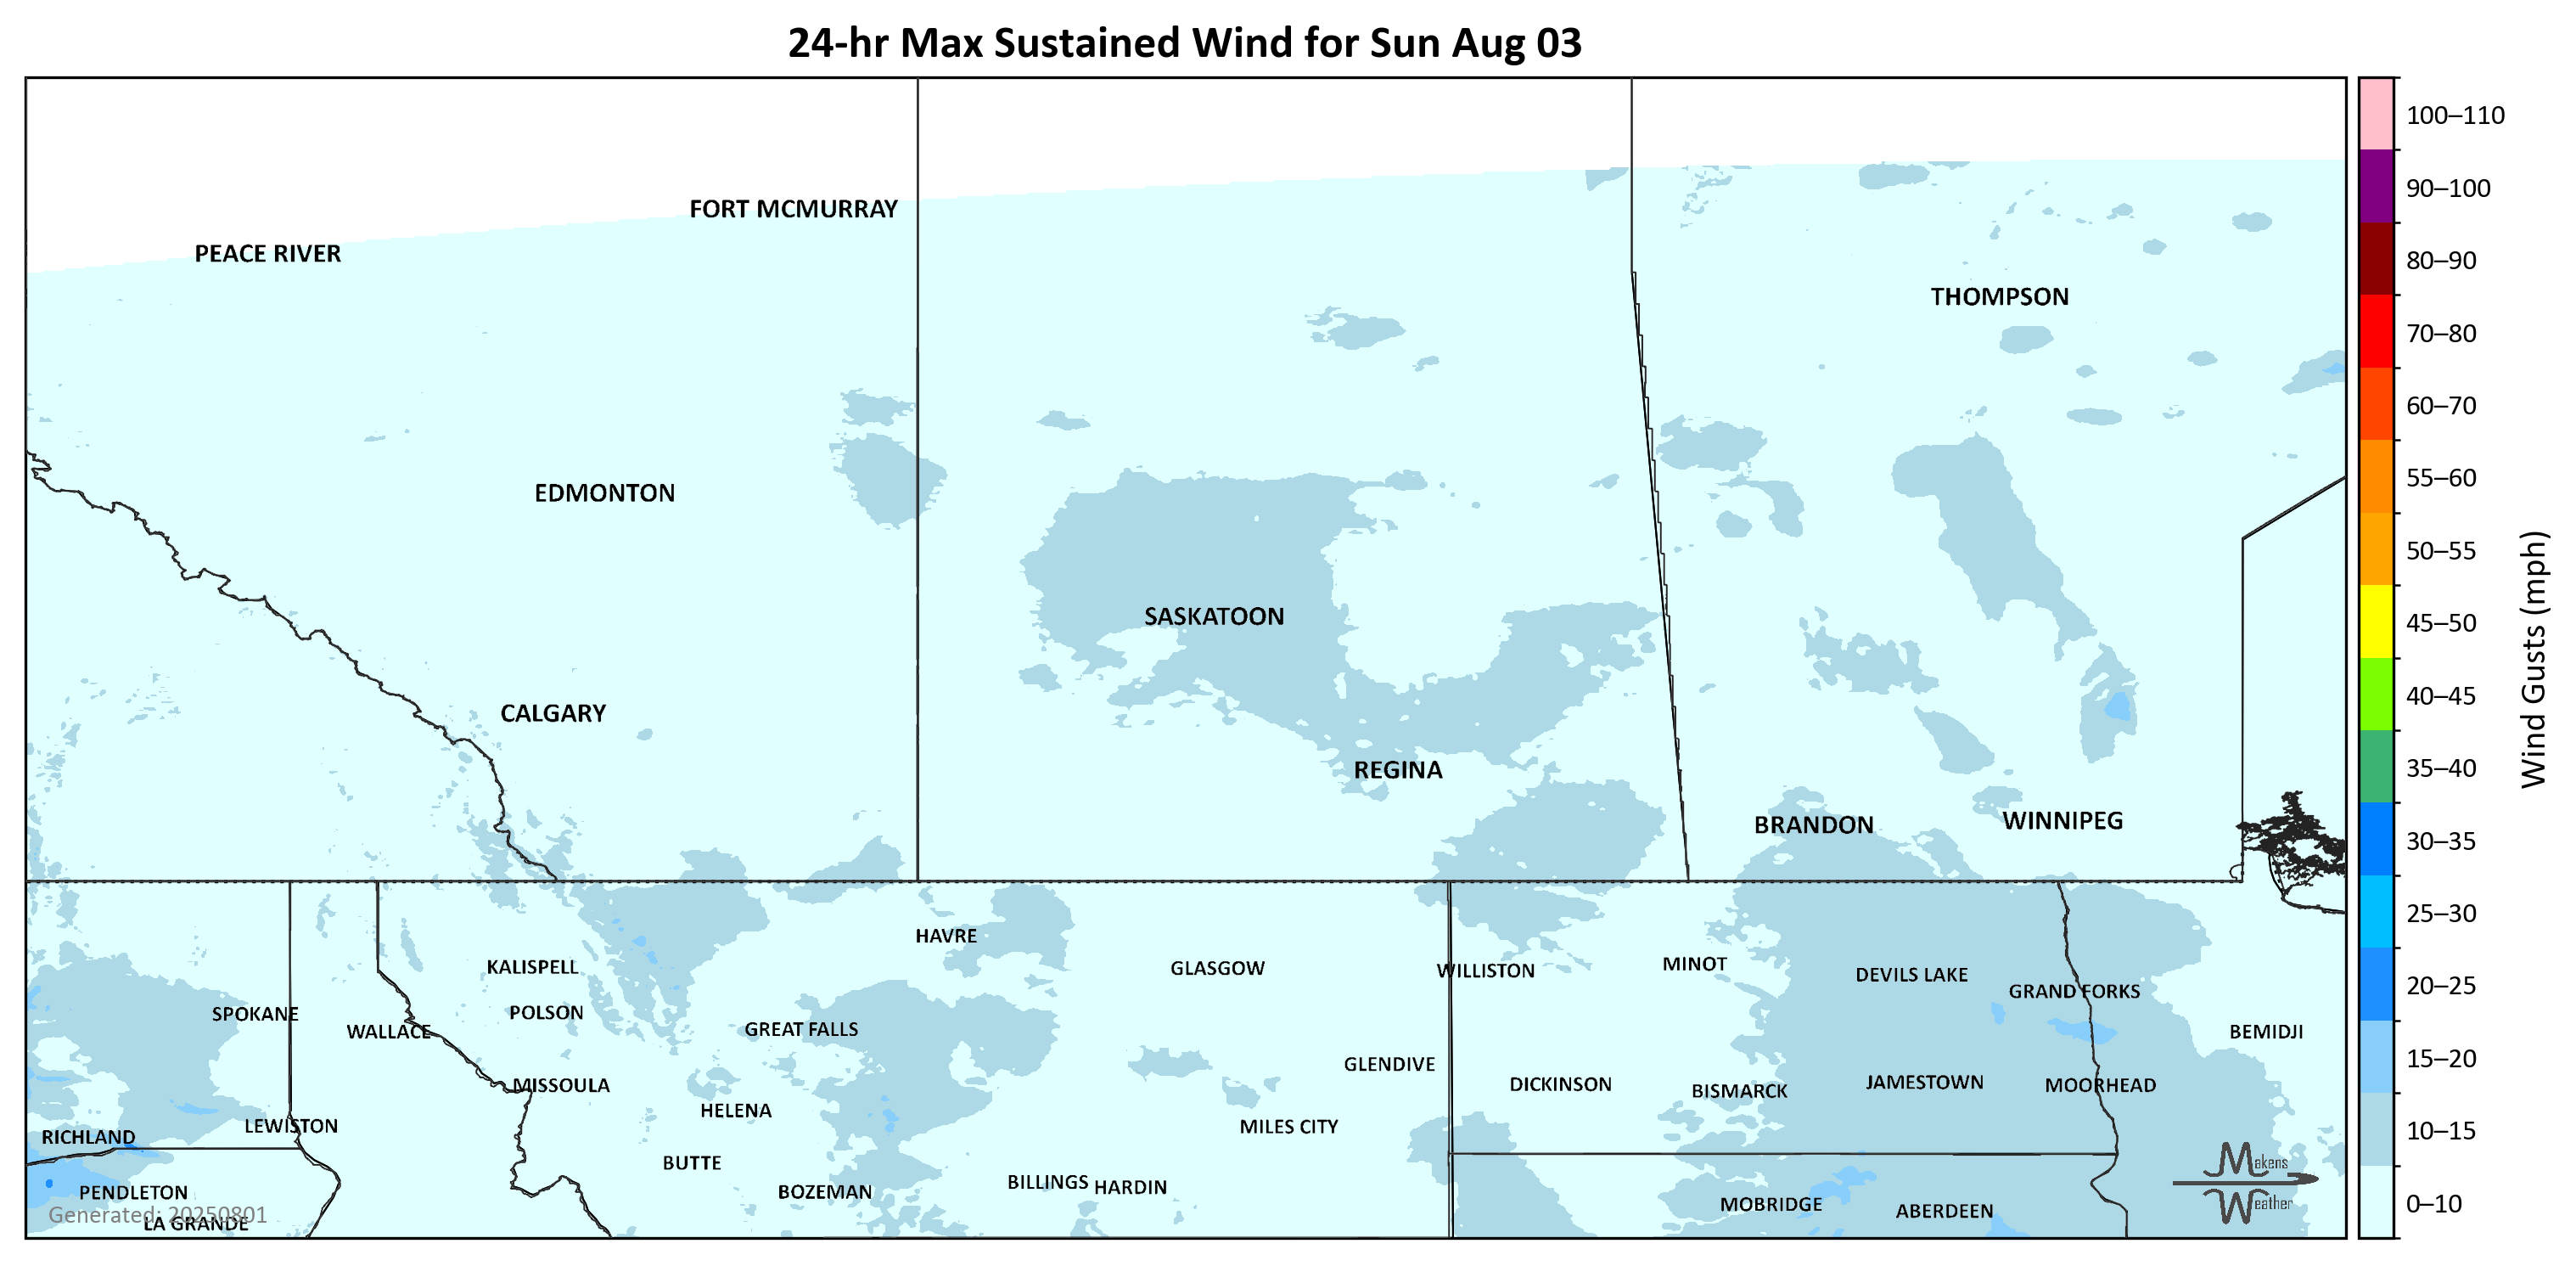 24-hr Max Sustained Wind for Sun Aug 03
100–110
90–100
80–90
70–80
60–70
55–60
50–55
45–50
40–45
35–40
30–35
25–30
20–25
15–20
10–15
0–10
Wind Gusts (mph)
FORT MCMURRAY
PEACE RIVER
THOMPSON
EDMONTON
SASKATOON
CALGARY
REGINA
BRANDON
WINNIPEG
HAVRE
KALISPELL
GLASGOW
WILLISTON
MINOT
DEVILS LAKE
GRAND FORKS
SPOKANE
POLSON
WALLACE
GREAT FALLS
BEMIDJI
GLENDIVE
MISSOULA
DICKINSON
BISMARCK
JAMESTOWN
MOORHEAD
HELENA
LEWISTON
MILES CITY
RICHLAND
BUTTE
BOZEMAN
BILLINGS
HARDIN
PENDLETON
MOBRIDGE
ABERDEEN
Generated: 20250801
LA GRANDE
Makens
Weather